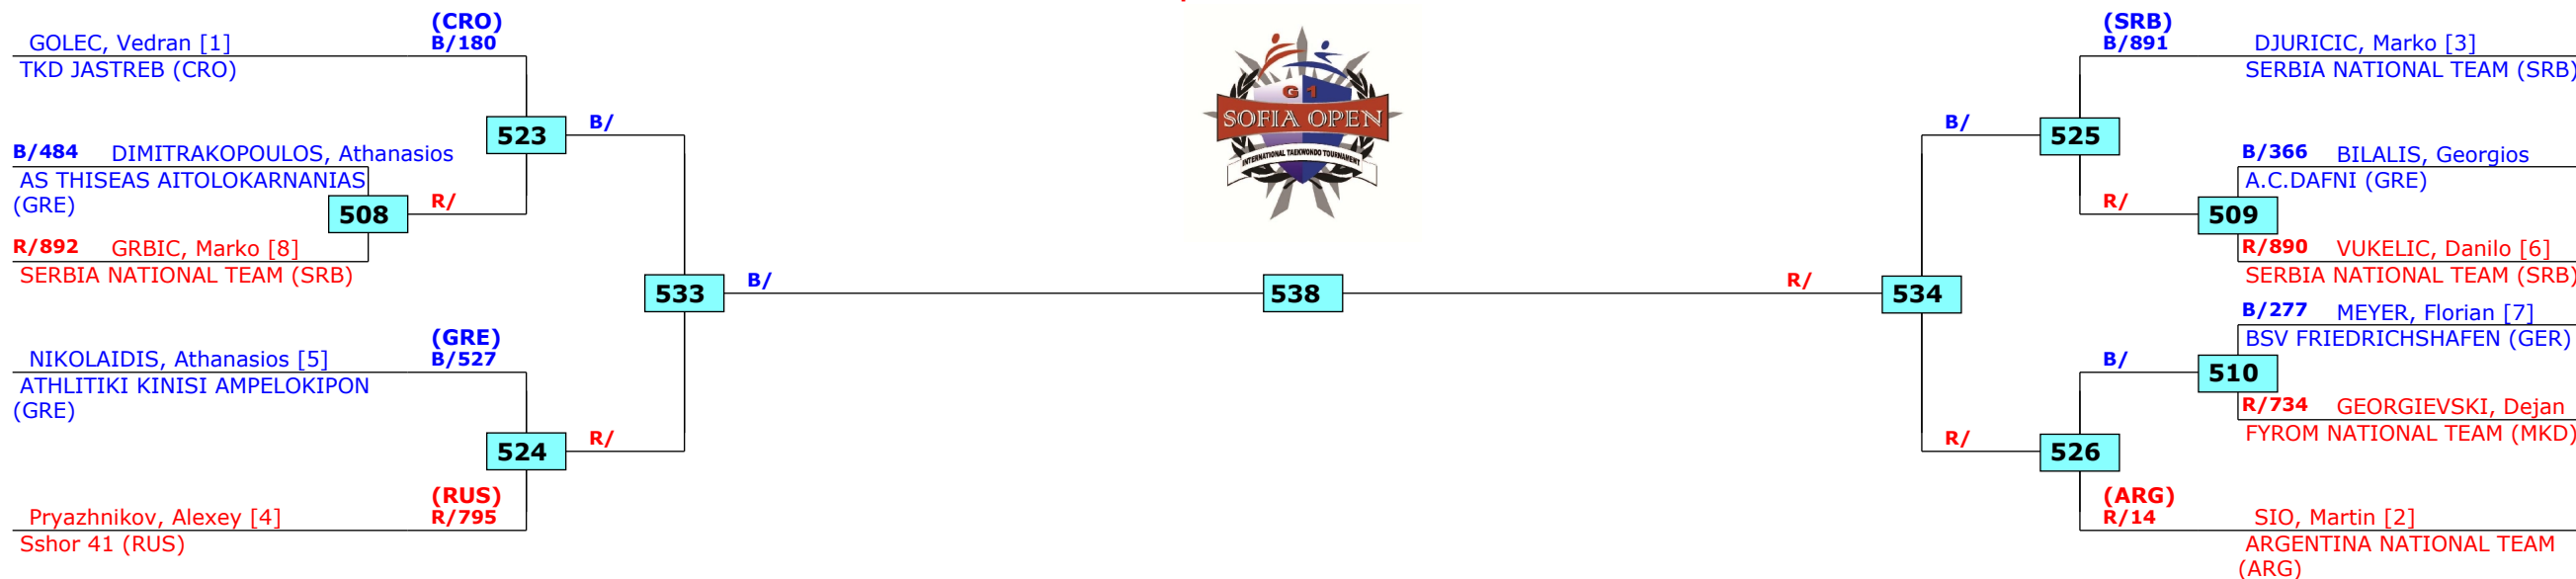 (CRO)
GOLEC, Vedran [1] B/180
TKD JASTREB (CRO)
523 B/
B/484 DIMITRAKOPOULOS, Athanasios
AS THISEAS AITOLOKARNANIAS
(GRE)
508 R/
R/892 GRBIC, Marko [8]
SERBIA NATIONAL TEAM (SRB)
533 B/
(GRE)
NIKOLAIDIS, Athanasios [5] B/527
ATHLITIKI KINISI AMPELOKIPON
(GRE)
524 R/
(RUS)
Pryazhnikov, Alexey [4] R/795
Sshor 41 (RUS)
G 1
SOFIA OPEN
INTERNATIONAL TAEKWONDO TOURNAMENT
538
(SRB)
B/891 DJURICIC, Marko [3]
SERBIA NATIONAL TEAM (SRB)
B/ 525
B/366 BILALIS, Georgios
A.C.DAFNI (GRE)
R/ 509
R/890 VUKELIC, Danilo [6]
SERBIA NATIONAL TEAM (SRB)
R/ 534
B/277 MEYER, Florian [7]
BSV FRIEDRICHSHAFEN (GER)
B/ 510
R/734 GEORGIEVSKI, Dejan
FYROM NATIONAL TEAM (MKD)
R/ 526
(ARG)
R/14 SIO, Martin [2]
ARGENTINA NATIONAL TEAM
(ARG)